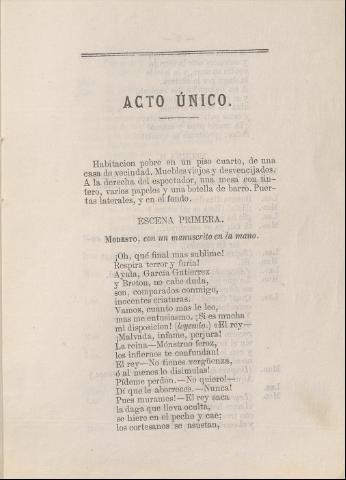 ACTO ÚNICO.
Habitacion pobre en un piso cuarto, de una
casa de vecindad. Muebles viejos y desvencijados.
A la derecha del espectador, una mesa con tin-
tero, varios papeles y una botella de barro. Puer-
tas laterales, y en el fondo.
ESCENA PRIMERA.
MODESTO, con un manuscrito en la mano.
¡Oh, qué final mas sublime!
Respira terror y furia!
Ayala, García Gutierrez
y Breton, no cabe duda,
son, comparados conmigo,
inocentes criaturas.
Vamos, cuanto mas le leo,
mas me entusiasmo. ¡Si es mucha
mi disposicion! (leyendo.) «El rey—
¡Malvada, infame, perjura!
La reina—Mónstruo feroz,
los infiernos te confundan!
El rey—No tienes vergüenza,
ó al menos lo disimulas!
Pídeme perdon.—No quiero!—
Dí que le aborreces.—Nunca!
Pues muramos!—El rey saca
la daga que lleva oculta,
se hiere en el pecho y cae;
los cortesanos se asustan,